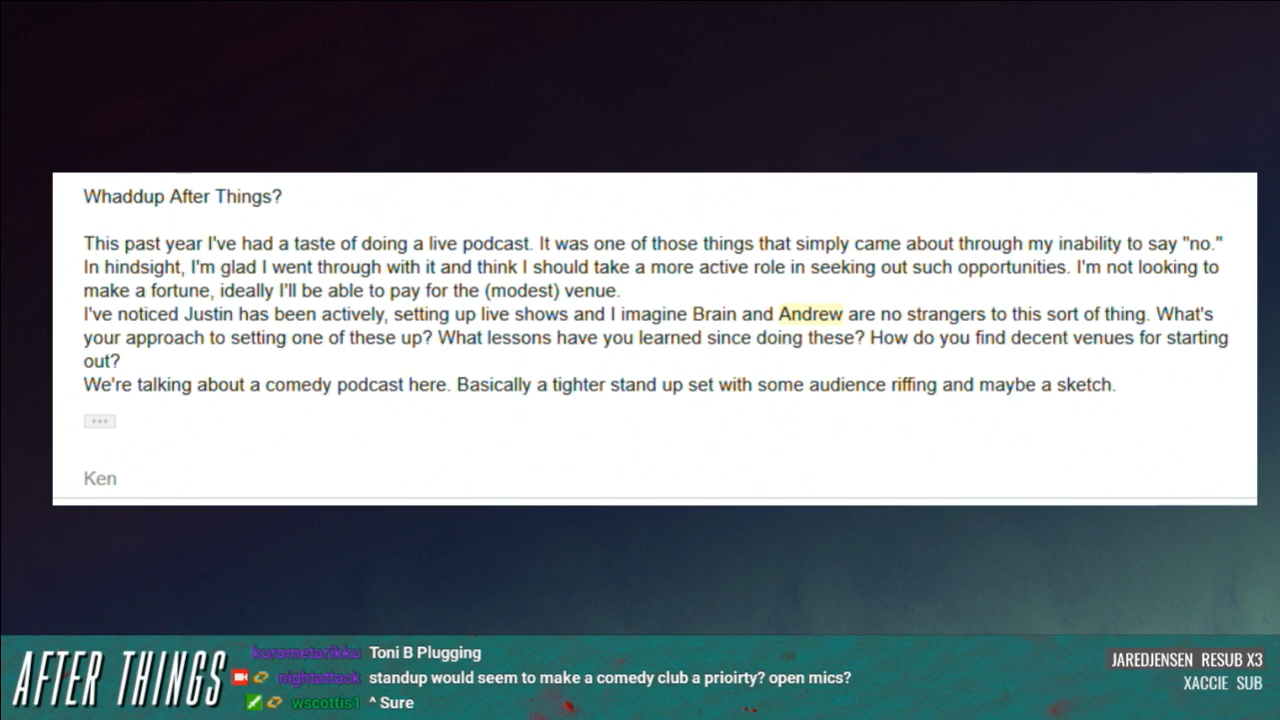 Whaddup After Things?
This past year I've had a taste of doing a live podcast. It was one of those things that simply came about through my inability to say "no."
In hindsight, I'm glad I went through with it and think I should take a more active role in seeking out such opportunities. I'm not looking to
make a fortune, ideally I'll be able to pay for the (modest) venue.
I've noticed Justin has been actively, setting up live shows and I imagine Brain and Andrew are no strangers to this sort of thing. What's
your approach to setting one of these up? What lessons have you learned since doing these? How do you find decent venues for starting
out?
We're talking about a comedy podcast here. Basically a tighter stand up set with some audience riffing and maybe a sketch.
Ken
AFTER THINGS
kurometarikku Toni B Plugging
nightattack standup would seem to make a comedy club a prioirty? open mics?
wscottis1 ^ Sure
JAREDJENSEN RESUB X3
XACCIE SUB